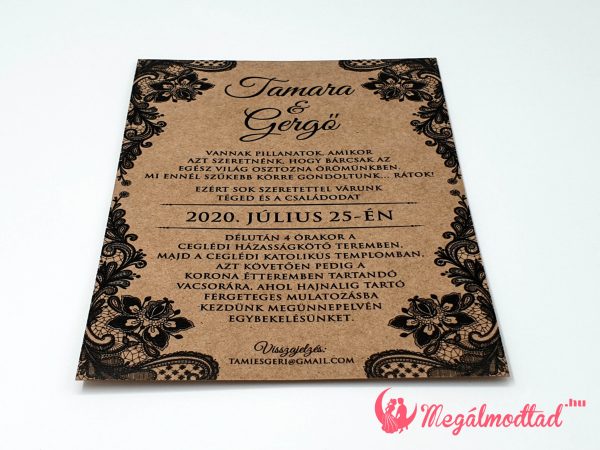 Tamara
&
Gergő
VANNAK PILLANATOK, AMIKOR
AZT SZERETNÉNK, HOGY BÁRCSAK AZ
EGÉSZ VILÁG OSZTOZNA ÖRÖMÜNKBEN.
MI ENNÉL SZŰKEBB KÖRRE GONDOLTUNK... RÁTOK!
EZÉRT SOK SZERETETTEL VÁRUNK
TÉGED ÉS A CSALÁDODAT
2020. JÚLIUS 25-ÉN
DÉLUTÁN 4 ÓRAKOR A
CEGLÉDI HÁZASSÁGKÖTŐ TEREMBEN,
MAJD A CEGLÉDI KATOLIKUS TEMPLOMBAN,
AZT KÖVETŐEN PEDIG A
KORONA ÉTTEREMBEN TARTANDÓ
VACSORÁRA, AHOL HAJNALIG TARTÓ
FÉRGETEGES MULATOZÁSBA
KEZDÜNK MEGÜNNEPELVÉN
EGYBEKELÉSÜNKET.
Visszajelzés:
TAMIESGERI@GMAIL.COM
Megálmodtad.hu